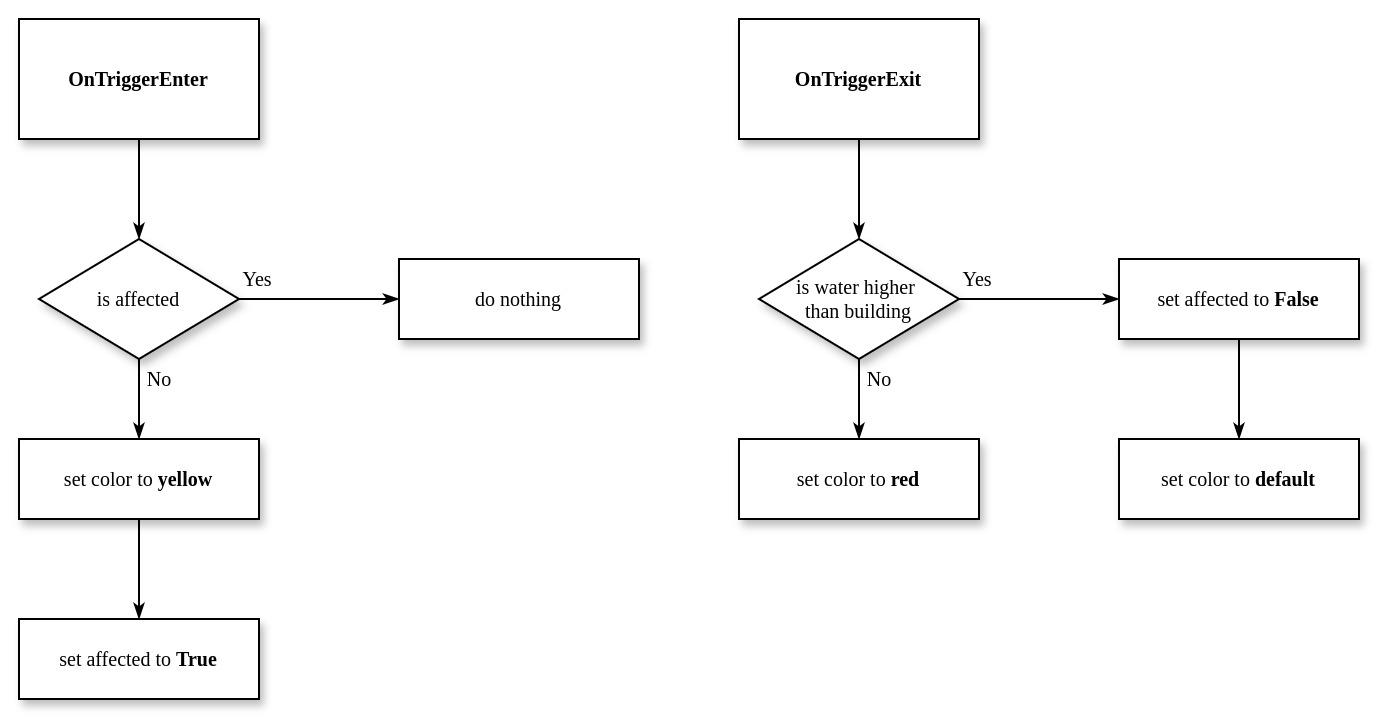 OnTriggerEnter
is affected
Yes
do nothing
No
set color to yellow
set affected to True
OnTriggerExit
is water higher
than building
Yes
set affected to False
No
set color to red
set color to default